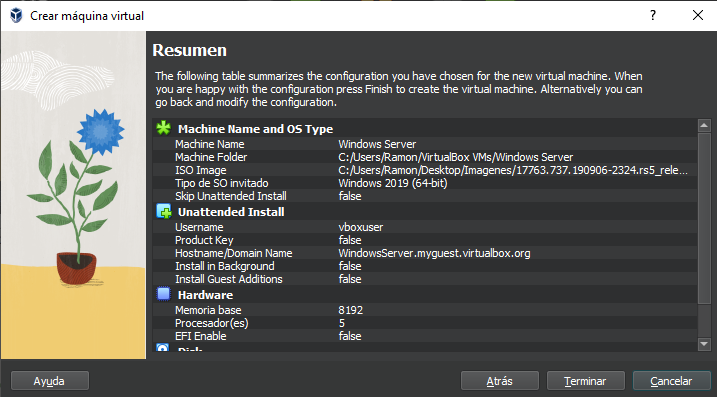 Crear máquina virtual
Resumen
The following table summarizes the configuration you have chosen for the new virtual machine. When
you are happy with the configuration press Finish to create the virtual machine. Alternatively you can
go back and modify the configuration.
Machine Name and OS Type
Machine Name Windows Server
Machine Folder C:/Users/Ramon/VirtualBox VMs/Windows Server
ISO Image C:/Users/Ramon/Desktop/Imagenes/17763.737.190906-2324.rs5_rele...
Tipo de SO invitado Windows 2019 (64-bit)
Skip Unattended Install false
Unattended Install
Username vboxuser
Product Key false
Hostname/Domain Name WindowsServer.myguest.virtualbox.org
Install in Background false
Install Guest Additions false
Hardware
Memoria base 8192
Procesador(es) 5
EFI Enable false
Disk
Ayuda Atrás Terminar Cancelar